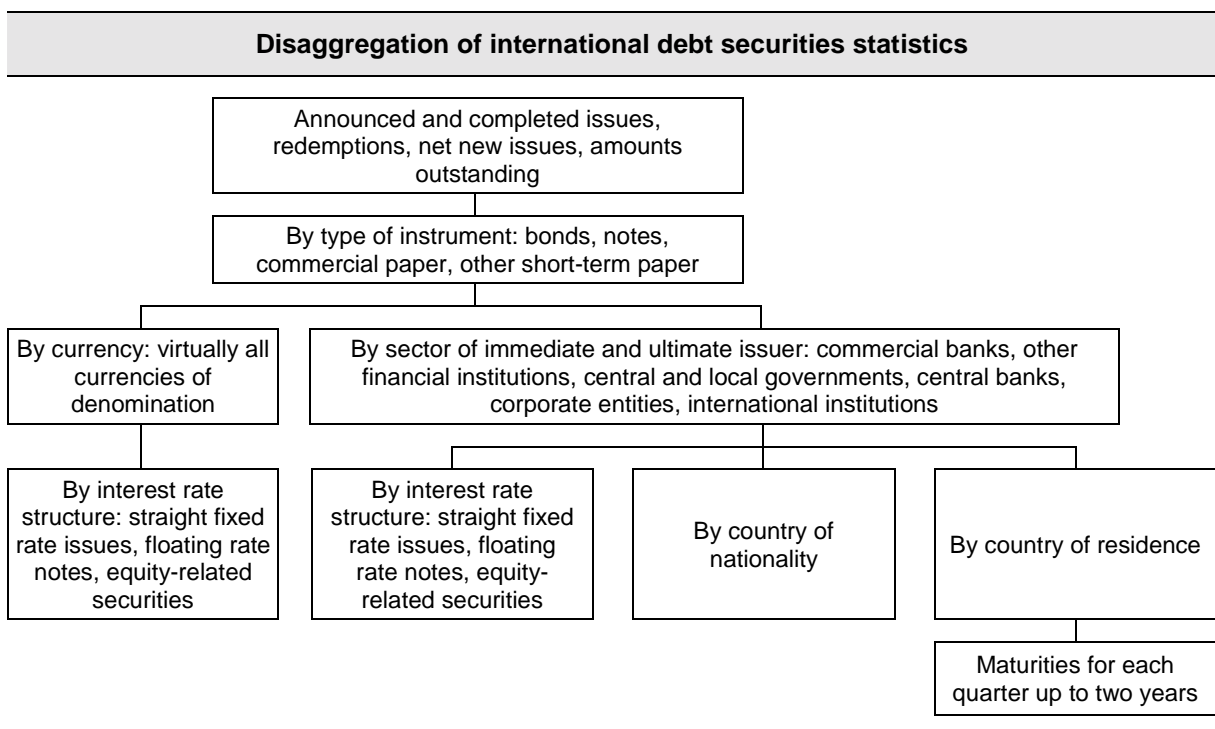 Disaggregation of international debt securities statistics
Announced and completed issues,
redemptions, net new issues, amounts
outstanding
By type of instrument: bonds, notes,
commercial paper, other short-term paper
By currency: virtually all
currencies of
denomination
By sector of immediate and ultimate issuer: commercial banks, other
financial institutions, central and local governments, central banks,
corporate entities, international institutions
By interest rate
structure: straight fixed
rate issues, floating rate
notes, equity-related
securities
By interest rate
structure: straight fixed
rate issues, floating
rate notes, equity-
related securities
By country of
nationality
By country of residence
Maturities for each
quarter up to two years